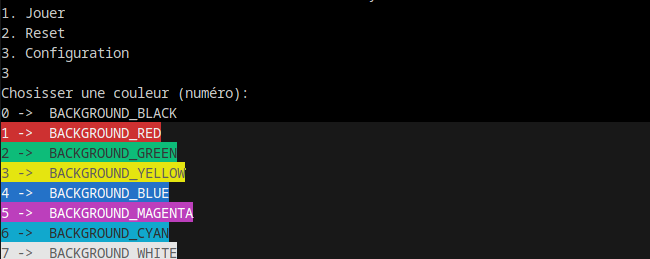 1. Jouer
2. Reset
3. Configuration
3
Chosisser une couleur (numéro):
0 ->  BACKGROUND_BLACK
1 ->  BACKGROUND_RED
2 ->  BACKGROUND_GREEN
3 ->  BACKGROUND_YELLOW
4 ->  BACKGROUND_BLUE
5 ->  BACKGROUND_MAGENTA
6 ->  BACKGROUND_CYAN
7 ->  BACKGROUND_WHITE